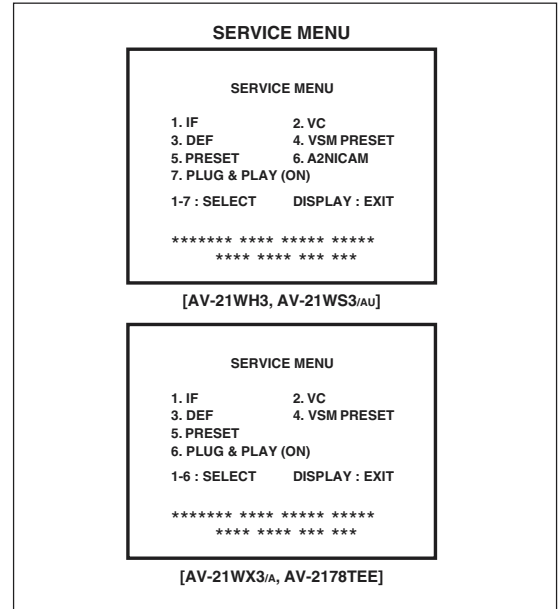 SERVICE MENU
SERVICE MENU
1. IF 2. VC
3. DEF 4. VSM PRESET
5. PRESET 6. A2NICAM
7. PLUG & PLAY (ON)
1-7 : SELECT DISPLAY : EXIT
******* **** ***** *****
**** **** *** ***
[AV-21WH3, AV-21WS3/AU]
SERVICE MENU
1. IF 2. VC
3. DEF 4. VSM PRESET
5. PRESET
6. PLUG & PLAY (ON)
1-6 : SELECT DISPLAY : EXIT
******* **** ***** *****
**** **** *** ***
[AV-21WX3/A, AV-2178TEE]